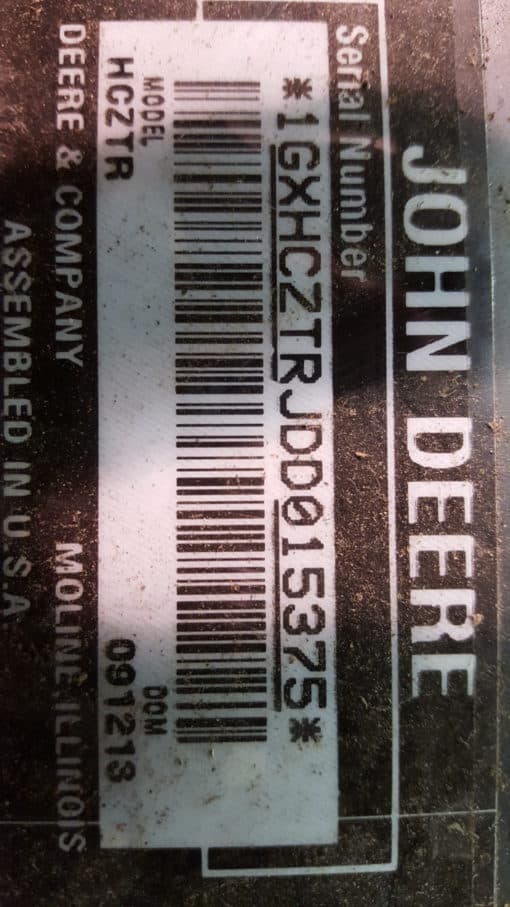 JOHN DEERE
Serial Number
*1GXHCZTRJDD015375*
MODEL DOM
HCZTR 091213
DEERE & COMPANY MOLINE ILLINOIS
ASSEMBLED IN U.S.A